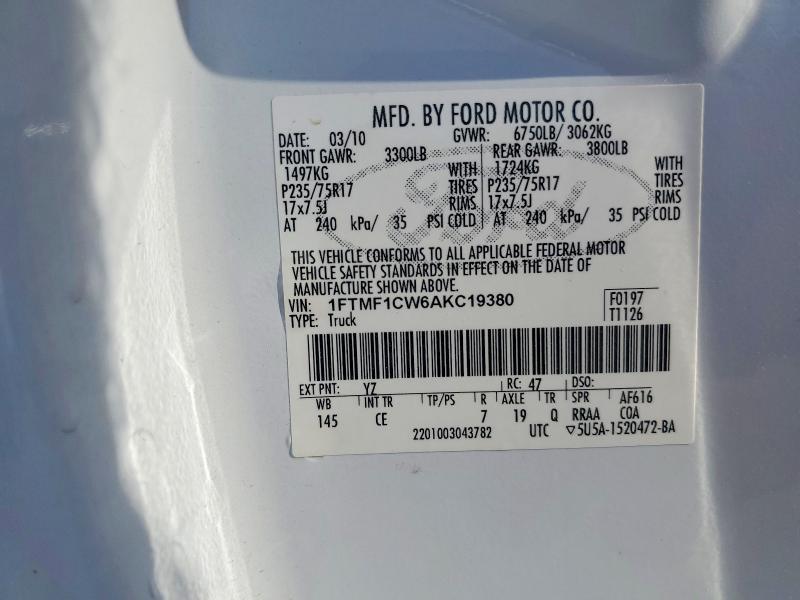 MFD. BY FORD MOTOR CO.
DATE: 03/10 GVWR: 6750LB/ 3062KG
FRONT GAWR: 3300LB REAR GAWR: 3800LB
1497KG WITH 1724KG WITH
P235/75R17 TIRES P235/75R17 TIRES
17x7.5J RIMS 17x7.5J RIMS
AT 240 kPa/ 35 PSI COLD AT 240 kPa/ 35 PSI COLD
Ford
THIS VEHICLE CONFORMS TO ALL APPLICABLE FEDERAL MOTOR
VEHICLE SAFETY STANDARDS IN EFFECT ON THE DATE OF
MANUFACTURE SHOWN ABOVE.
VIN: 1FTMF1CW6AKC19380 F0197
TYPE: Truck T1126
EXT PNT: YZ RC: 47 DSO:
WB INT TR TP/PS R AXLE TR SPR AF616
145 CE 7 19 Q RRAA COA
2201003043782 UTC ▽5U5A-1520472-BA